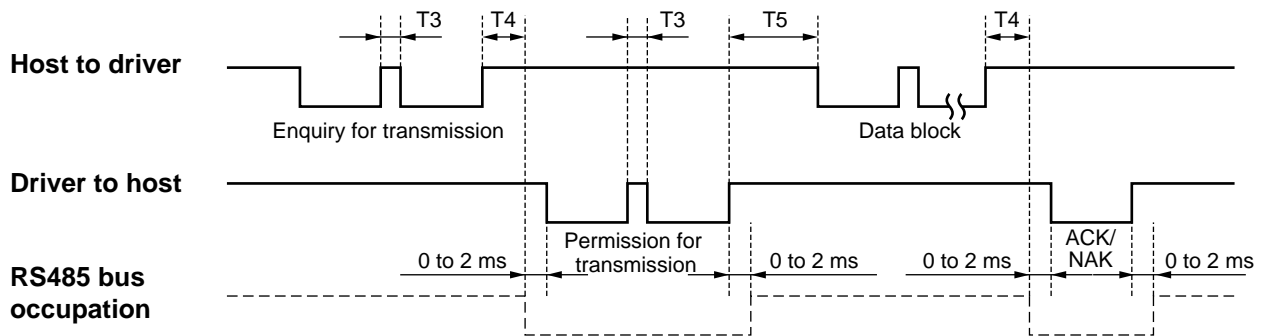 T3 T4 T3 T5 T4
Host to driver
Enquiry for transmission Data block
Driver to host
Permission for
transmission
ACK/
NAK
0 to 2 ms 0 to 2 ms 0 to 2 ms 0 to 2 ms
RS485 bus
occupation